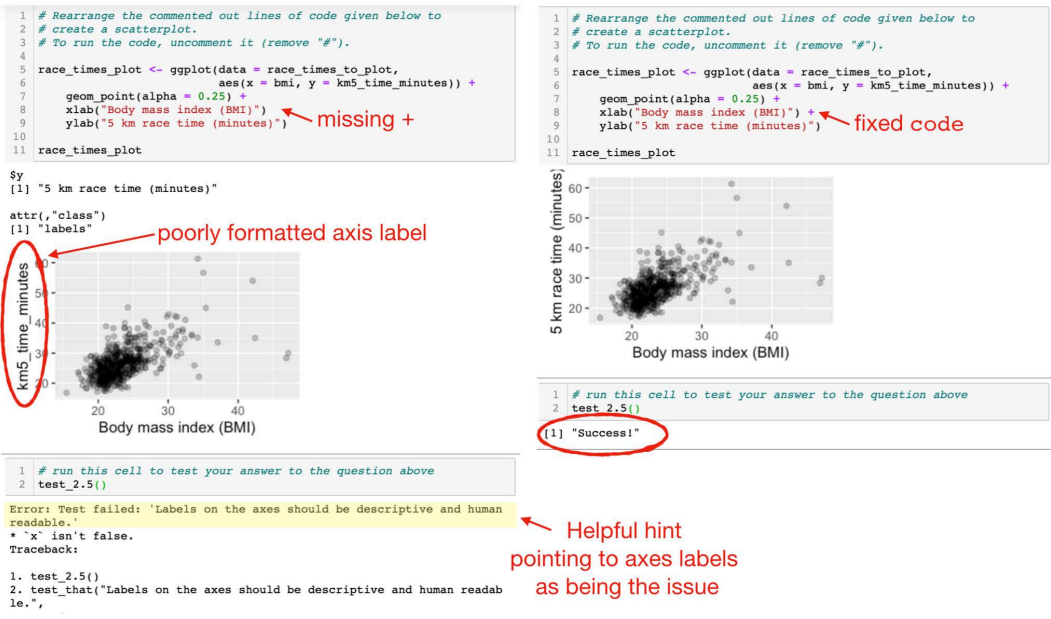 1 # Rearrange the commented out lines of code given below to
2 # create a scatterplot.
3 # To run the code, uncomment it (remove "#").
4
5 race_times_plot <- ggplot(data = race_times_to_plot,
6 aes(x = bmi, y = km5_time_minutes)) +
7 geom_point(alpha = 0.25) +
8 xlab("Body mass index (BMI)")
9 ylab("5 km race time (minutes)")
10
11 race_times_plot
missing +
$y
[1] "5 km race time (minutes)"
attr(,"class")
[1] "labels"
poorly formatted axis label
km5_time_minutes
60
50
40
30
20
20 30 40
Body mass index (BMI)
1 # run this cell to test your answer to the question above
2 test_2.5()
Error: Test failed: 'Labels on the axes should be descriptive and human
readable.'
* `x` isn't false.
Traceback:
1. test_2.5()
2. test_that("Labels on the axes should be descriptive and human readab
le.",
Helpful hint
pointing to axes labels
as being the issue
1 # Rearrange the commented out lines of code given below to
2 # create a scatterplot.
3 # To run the code, uncomment it (remove "#").
4
5 race_times_plot <- ggplot(data = race_times_to_plot,
6 aes(x = bmi, y = km5_time_minutes)) +
7 geom_point(alpha = 0.25) +
8 xlab("Body mass index (BMI)") +
9 ylab("5 km race time (minutes)")
10
11 race_times_plot
fixed code
5 km race time (minutes)
60
50
40
30
20
20 30 40
Body mass index (BMI)
1 # run this cell to test your answer to the question above
2 test_2.5()
[1] "Success!"